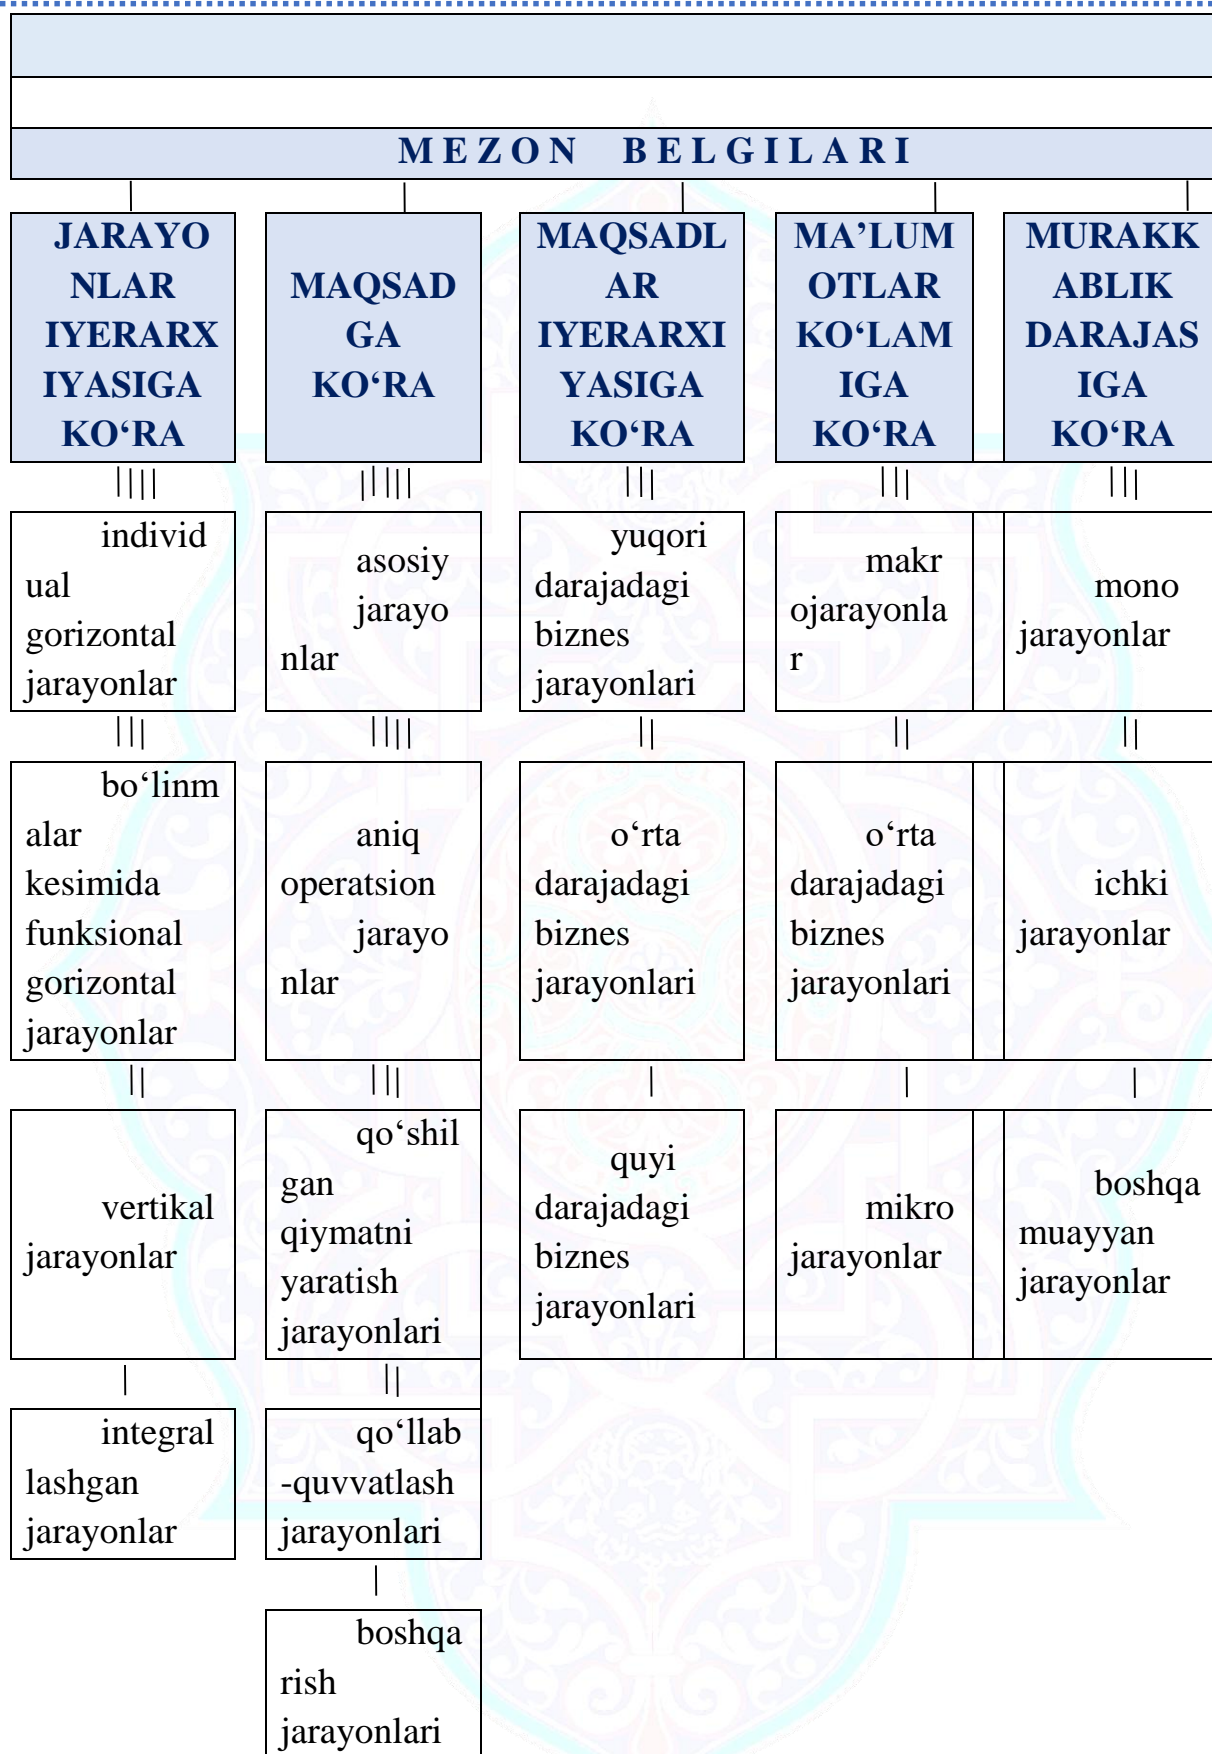 MEZON BELGILARI
JARAYO
NLAR
IYERARX
IYASIGA
KO‘RA
MAQSAD
GA
KO‘RA
MAQSADL
AR
IYERARXI
YASIGA
KO‘RA
MA’LUM
OTLAR
KO‘LAM
IGA
KO‘RA
MURAKK
ABLIK
DARAJAS
IGA
KO‘RA
individ
ual
gorizontal
jarayonlar
asosiy
jarayo
nlar
yuqori
darajadagi
biznes
jarayonlari
makr
ojarayonla
r
mono
jarayonlar
bo‘linm
alar
kesimida
funksional
gorizontal
jarayonlar
aniq
operatsion
jarayo
nlar
o‘rta
darajadagi
biznes
jarayonlari
o‘rta
darajadagi
biznes
jarayonlari
ichki
jarayonlar
vertikal
jarayonlar
qo‘shil
gan
qiymatni
yaratish
jarayonlari
quyi
darajadagi
biznes
jarayonlari
mikro
jarayonlar
boshqa
muayyan
jarayonlar
integral
lashgan
jarayonlar
qo‘llab
-quvvatlash
jarayonlari
boshqa
rish
jarayonlari